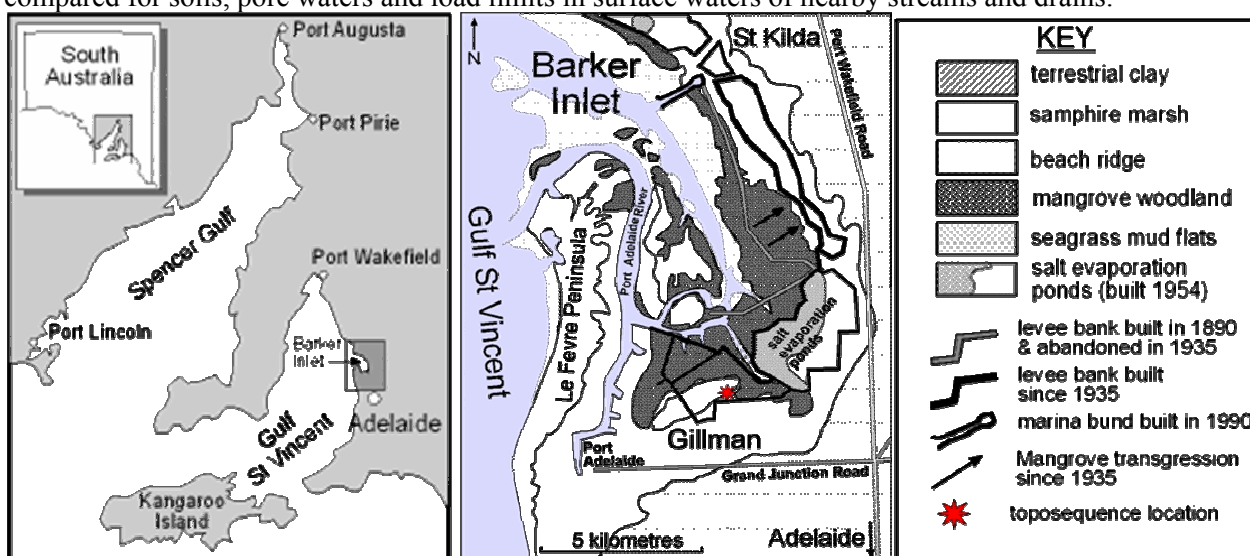 compared for soils, pore waters and load limits in surface waters of nearby streams and drains.
South
Australia
Port Augusta
Port Pirie
Spencer Gulf
Port Wakefield
Port Lincoln
Barker
Inlet
Adelaide
Gulf
St Vincent
Kangaroo
Island
N
Barker
Inlet
St Kilda
Port Wakefield Road
Gulf St Vincent
Le Fevre Peninsula
Port Adelaide River
salt
evaporation
ponds
Gillman
Port
Adelaide
Grand Junction Road
5 kilometres
Adelaide
KEY
terrestrial clay
samphire marsh
beach ridge
mangrove woodland
seagrass mud flats
salt evaporation
ponds (built 1954)
levee bank built in 1890
& abandoned in 1935
levee bank built
since 1935
marina bund built in 1990
Mangrove transgression
since 1935
toposequence location